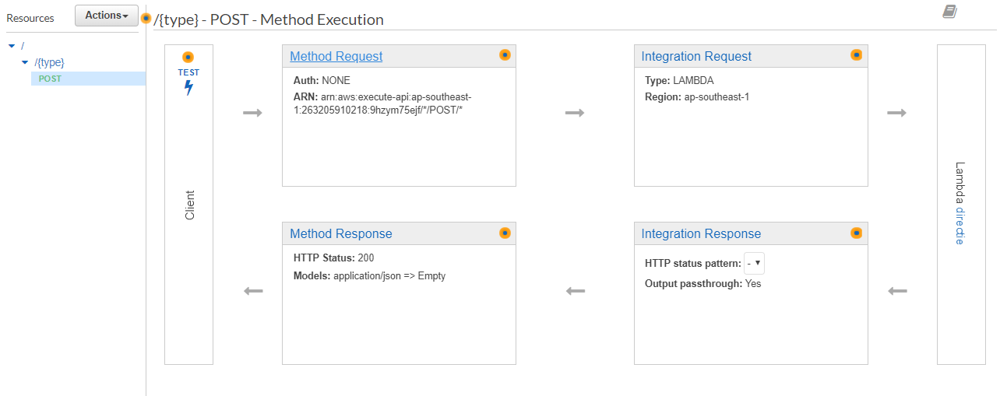 Resources
Actions
/{type} - POST - Method Execution
/
/{type}
POST
TEST
Client
Method Request
Auth: NONE
ARN: arn:aws:execute-api:ap-southeast-
1:263205910218:9hzym75ejf/*/POST/*
Integration Request
Type: LAMBDA
Region: ap-southeast-1
Lambda directie
Method Response
HTTP Status: 200
Models: application/json => Empty
Integration Response
HTTP status pattern: -
Output passthrough: Yes